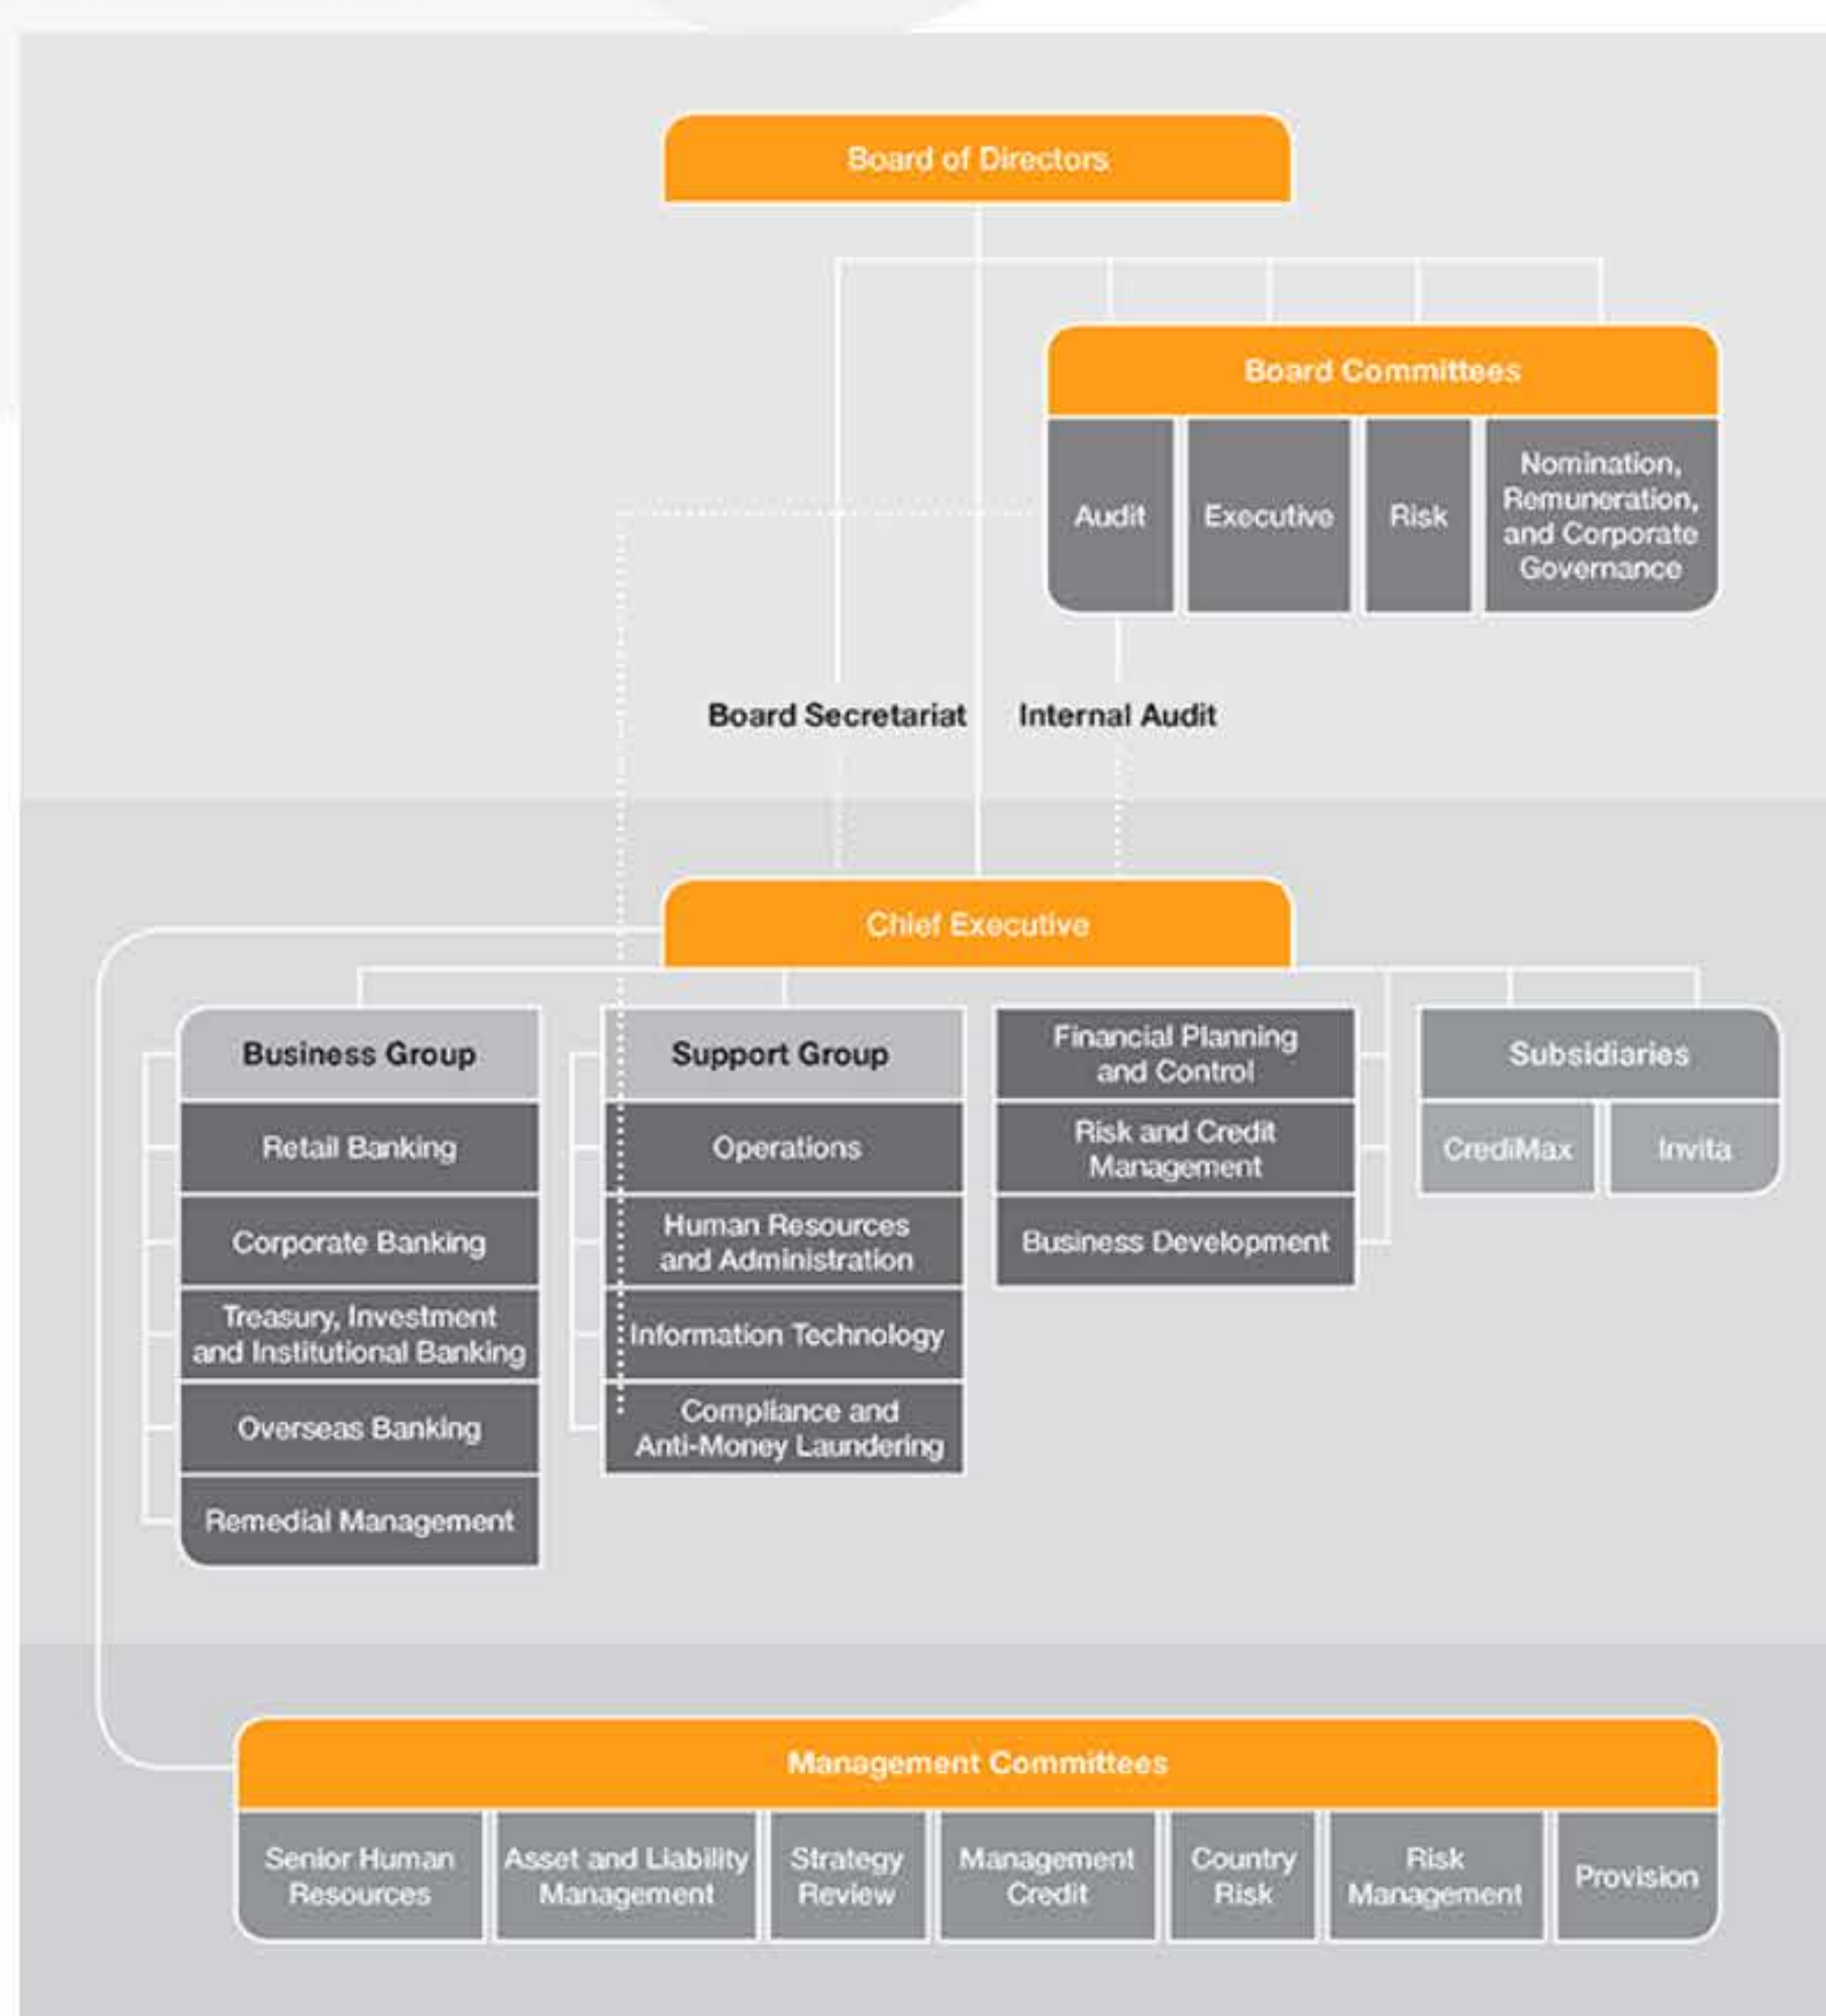 Board of Directors
Board Committees
Audit
Executive
Risk
Nomination,
Remuneration,
and Corporate
Governance
Board Secretariat
Internal Audit
Chief Executive
Business Group
Retail Banking
Corporate Banking
Treasury, Investment
and Institutional Banking
Overseas Banking
Remedial Management
Support Group
Operations
Human Resources
and Administration
Information Technology
Compliance and
Anti-Money Laundering
Financial Planning
and Control
Risk and Credit
Management
Business Development
Subsidiaries
CrediMax
Invita
Management Committees
Senior Human
Resources
Asset and Liability
Management
Strategy
Review
Management
Credit
Country
Risk
Risk
Management
Provision